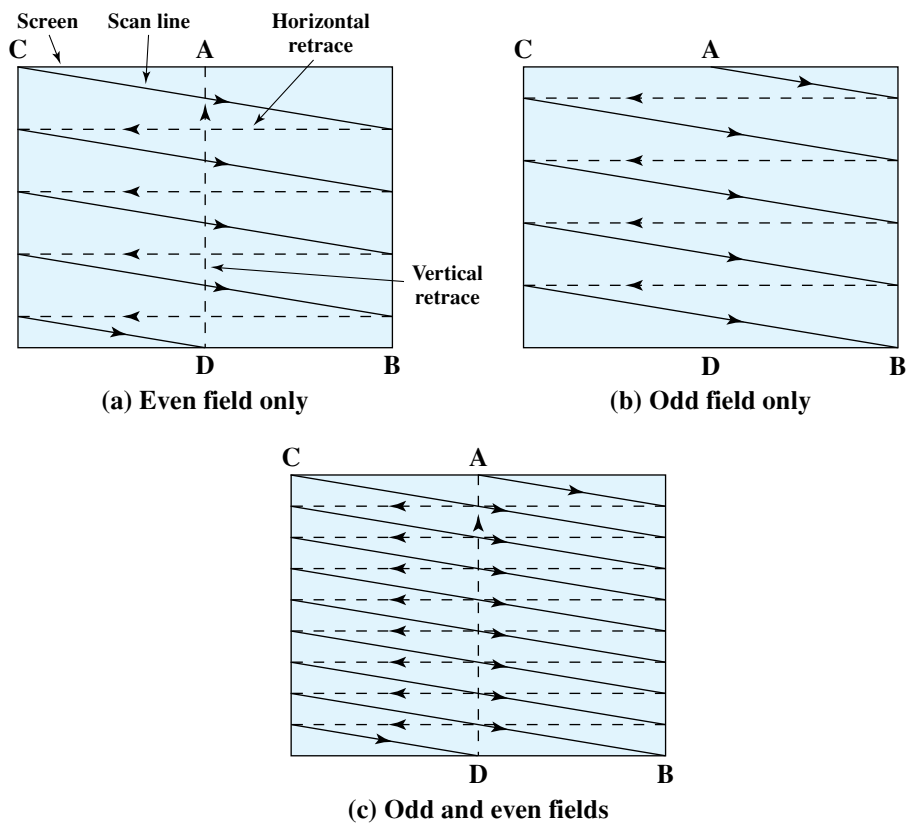 Screen
Scan line
Horizontal
retrace
C
A
Vertical
retrace
D
B
(a) Even field only
C
A
D
B
(b) Odd field only
C
A
D
B
(c) Odd and even fields